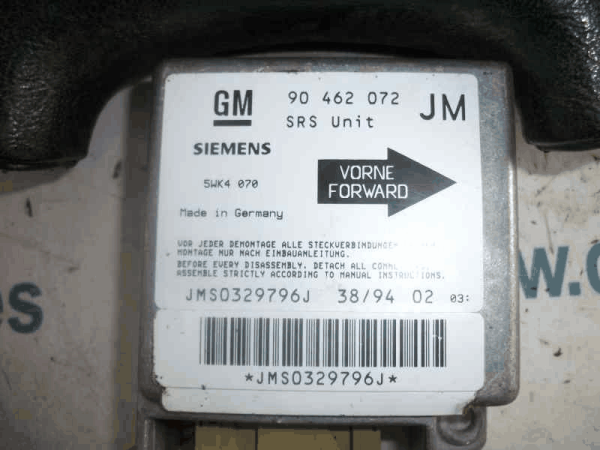 GM 90 462 072 JM
SRS Unit
SIEMENS
5WK4 070
VORNE
FORWARD
Made in Germany
VOR JEDER DEMONTAGE ALLE STECKVERBINDUNGEN
MONTAGE NUR NACH EINBAUANLEITUNG.
BEFORE EVERY DISASSEMBLY. DETACH ALL
ASSEMBLE STRICTLY ACCORDING TO MANUAL INSTRUCTIONS.
JMS0329796J 38/94 02 03:
*JMS0329796J*
es